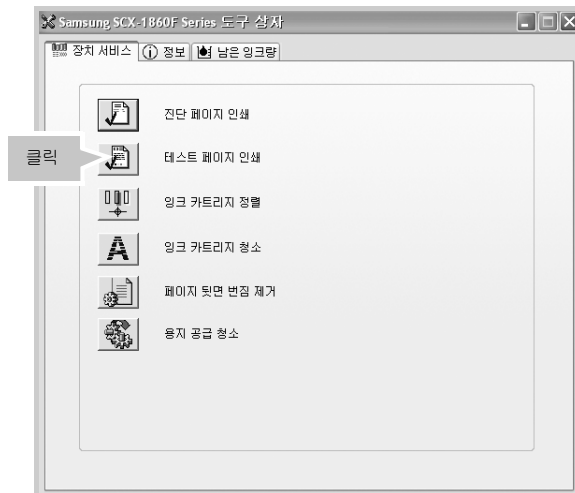 Samsung SCX-1860F Series 도구 상자
장치 서비스 정보 남은 잉크량
진단 페이지 인쇄
클릭
테스트 페이지 인쇄
잉크 카트리지 정렬
잉크 카트리지 청소
페이지 뒷면 번짐 제거
용지 공급 청소